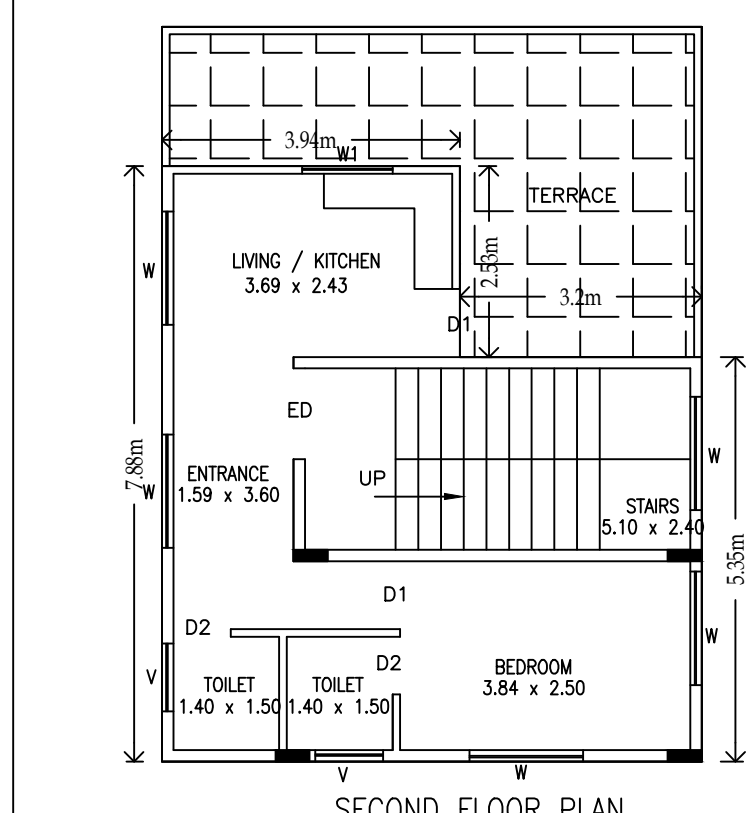 3.94m
W1
TERRACE
LIVING / KITCHEN
3.69 x 2.43
W
2.53m
3.2m
D1
ED
7.88m
W
ENTRANCE
1.59 x 3.60
UP
W
STAIRS
5.10 x 2.40
5.35m
D1
D2
W
D2
V
TOILET
1.40 x 1.50
TOILET
1.40 x 1.50
BEDROOM
3.84 x 2.50
V
W
SECOND FLOOR PLAN